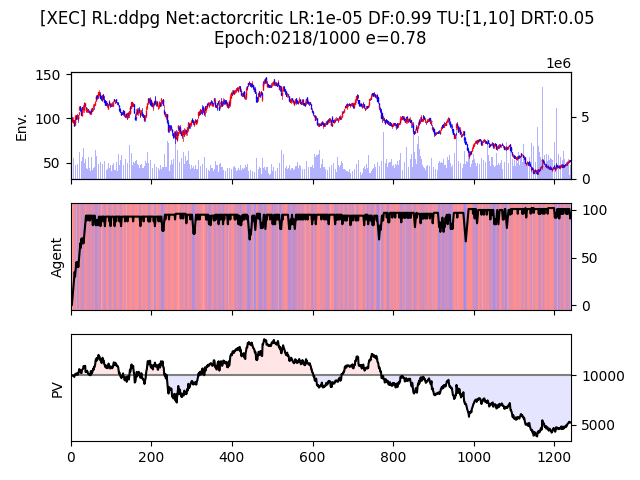 [XEC] RL:ddpg Net:actorcritic LR:1e-05 DF:0.99 TU:[1,10] DRT:0.05
Epoch:0218/1000 e=0.78
1e6
150
100
50
Env.
5
0
Agent
100
50
0
PV
10000
5000
0
200
400
600
800
1000
1200